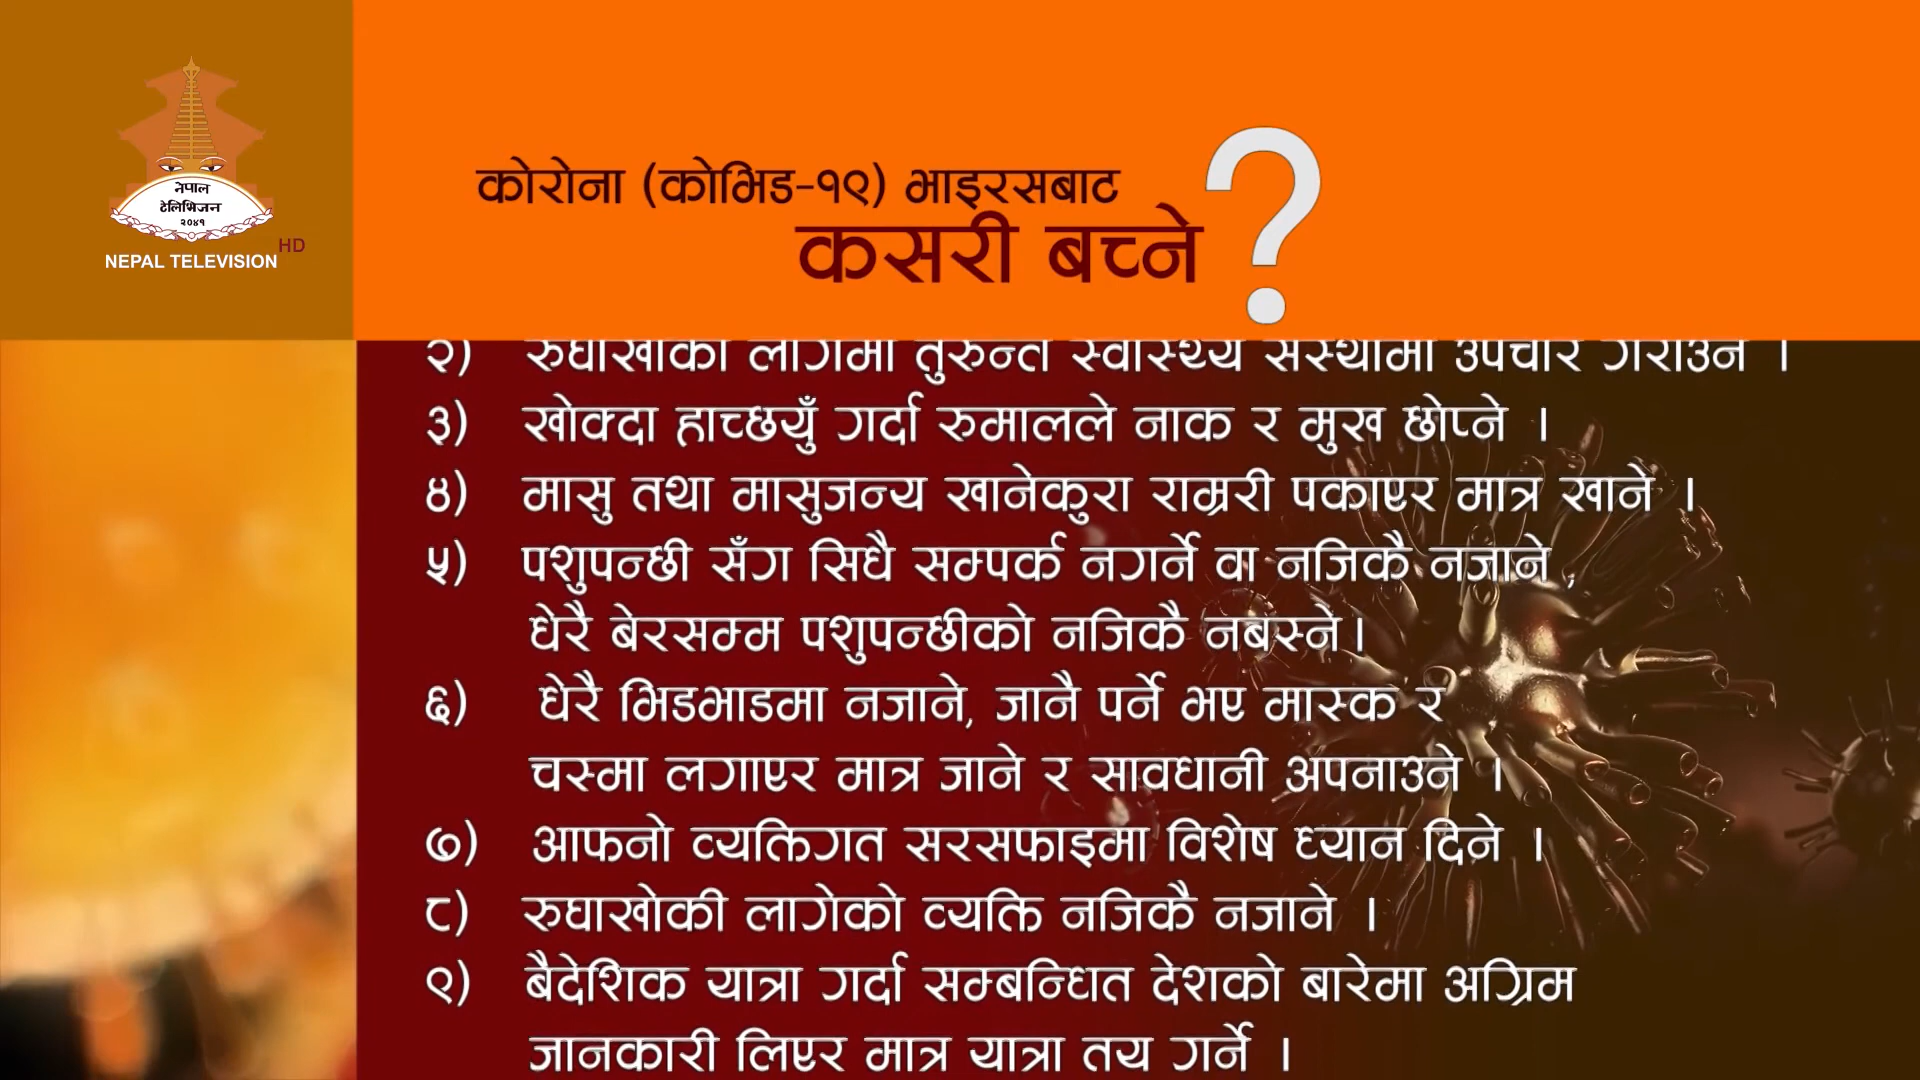 नेपाल
टेलिभिजन
२०४१
HD
NEPAL TELEVISION
कोरोना (कोभिड-१९) भाइरसबाट
कसरी बच्ने?
२) रुघाखोकी लागेमा तुरुन्त स्वास्थ्य संस्थामा उपचार गराउने ।
३) खोक्दा हाच्छ्युँ गर्दा रुमालले नाक र मुख छोप्ने ।
४) मासु तथा मासुजन्य खानेकुरा राम्ररी पकाएर मात्र खाने ।
५) पशुपन्छी सँग सिधै सम्पर्क नगर्ने वा नजिकै नजाने ,
धेरै बेरसम्म पशुपन्छीको नजिकै नबस्ने।
६) धेरै भिडभाडमा नजाने, जानै पर्ने भए मास्क र
चस्मा लगाएर मात्र जाने र सावधानी अपनाउने ।
७) आफनो व्यक्तिगत सरसफाइमा विशेष ध्यान दिने ।
८) रुघाखोकी लागेको व्यक्ति नजिकै नजाने ।
९) बैदेशिक यात्रा गर्दा सम्बन्धित देशको बारेमा अग्रिम
जानकारी लिएर मात्र यात्रा तय गर्ने ।